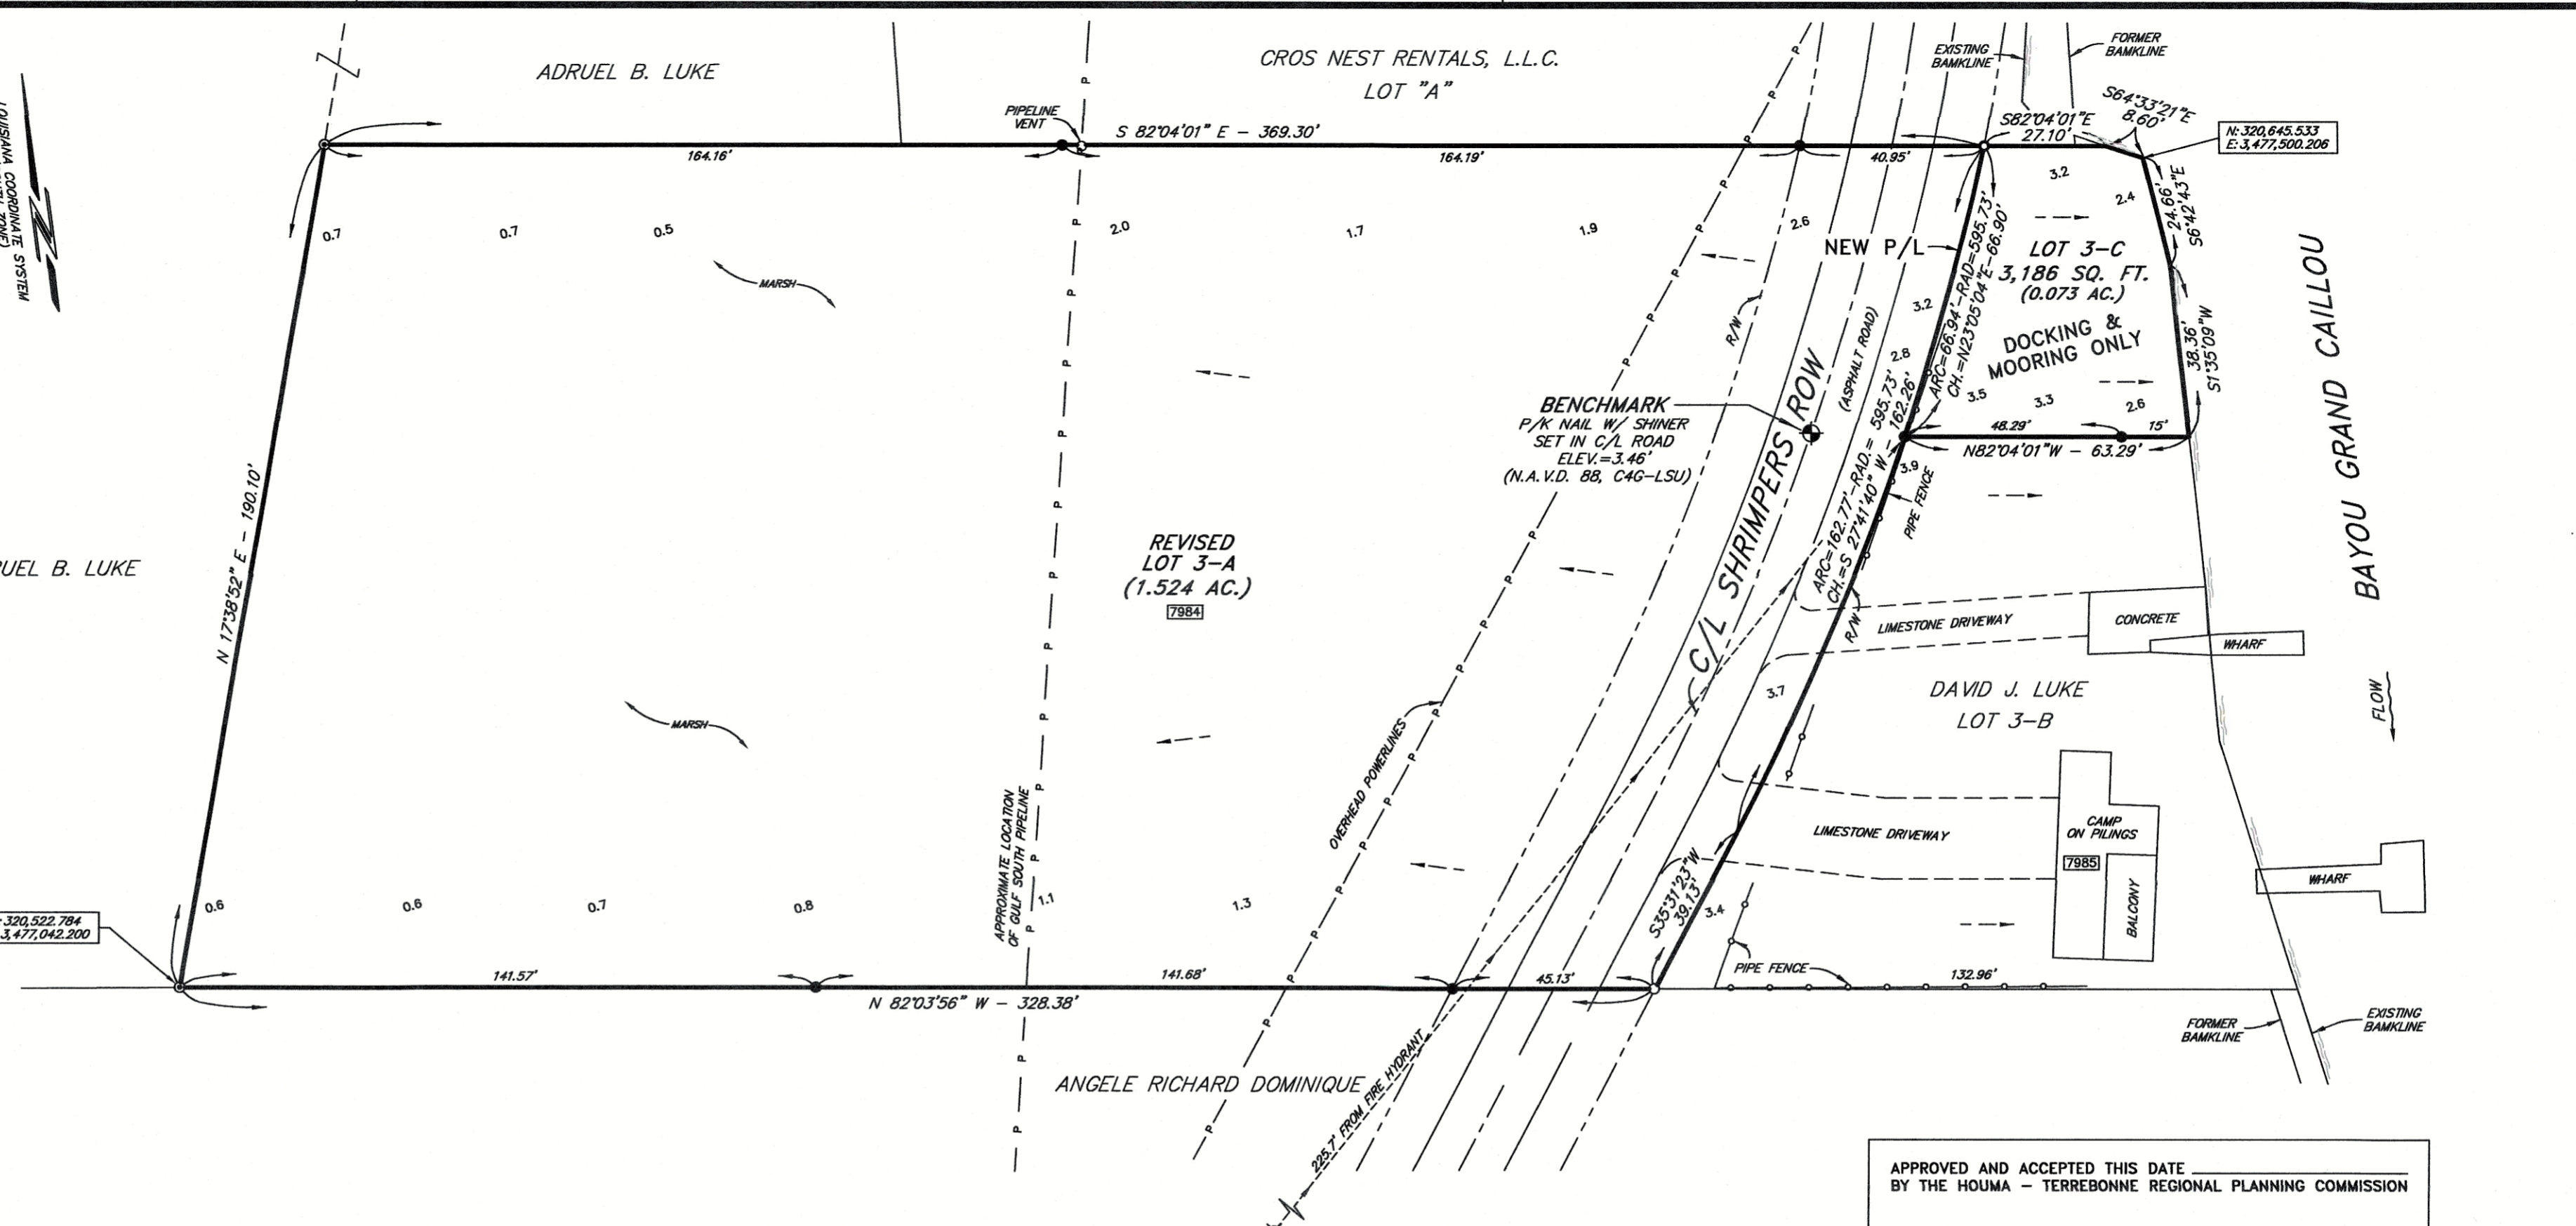 ADRUEL B. LUKE
CROS NEST RENTALS, L.L.C.
LOT "A"
EXISTING
BAMKLINE
FORMER
BAMKLINE
PIPELINE
VENT
S 82°04'01" E - 369.30'
164.16'
164.19'
40.95'
S82°04'01"E
27.10'
S64°33'21"E
8.60'
N: 320,645.533
E: 3,477,500.206
COORDINATE SYSTEM
0.7
0.7
0.5
2.0
1.7
1.9
2.6
3.2
2.4
24.66'
S6°42'43"E
NEW P/L
LOT 3-C
3,186 SQ. FT.
(0.073 AC.)
DOCKING &
MOORING ONLY
ARC=66.94'-RAD=595.73'
CH.=N23°05'04"E-66.90'
38.36'
S1°35'09"W
BAYOU GRAND CAILLOU
MARSH
R/W
3.2
2.8
(ASPHALT ROAD)
3.5
3.3
2.6
48.29'
15'
N82°04'01"W - 63.29'
BENCHMARK
P/K NAIL W/ SHINER
SET IN C/L ROAD
ELEV.=3.46'
(N.A.V.D. 88, C4G-LSU)
C/L SHRIMPERS ROW
ARC=162.77'-RAD.= 595.73'
CH.=S 27°41'40" W - 162.26'
3.9
PIPE FENCE
N 17°38'52" E - 190.10'
UEL B. LUKE
REVISED
LOT 3-A
(1.524 AC.)
7984
R/W
LIMESTONE DRIVEWAY
CONCRETE
WHARF
3.7
DAVID J. LUKE
LOT 3-B
FLOW
MARSH
OVERHEAD POWERLINES
APPROXIMATE LOCATION
OF GULF SOUTH PIPELINE
LIMESTONE DRIVEWAY
CAMP
ON PILINGS
7985
BALCONY
WHARF
S35°31'23"W
39.13'
3.4
0.6
0.6
0.7
0.8
1.1
1.3
320,522.784
3,477,042.200
141.57'
141.68'
45.13'
PIPE FENCE
132.96'
N 82°03'56" W - 328.38'
FORMER
BAMKLINE
EXISTING
BAMKLINE
ANGELE RICHARD DOMINIQUE
225.7' FROM FIRE HYDRANT
APPROVED AND ACCEPTED THIS DATE
BY THE HOUMA - TERREBONNE REGIONAL PLANNING COMMISSION